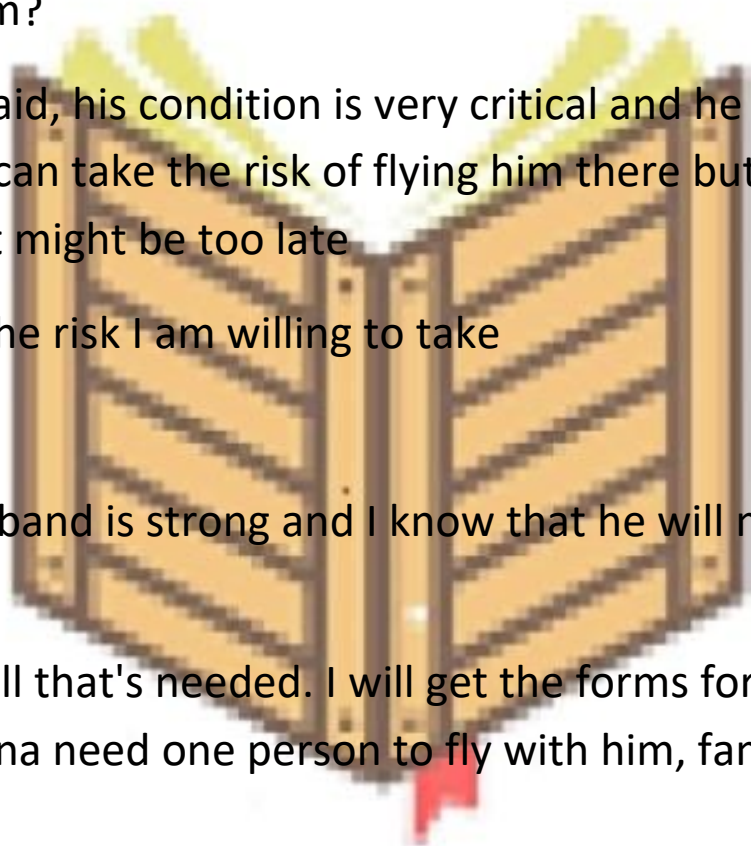 m?
aid, his condition is very critical and he
can take the risk of flying him there but
t might be too late
he risk I am willing to take
band is strong and I know that he will
ll that's needed. I will get the forms for
na need one person to fly with him, fam